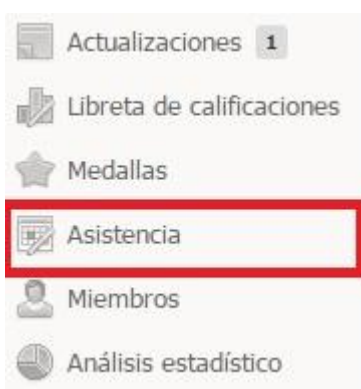 Actualizaciones 1
Libreta de calificaciones
Medallas
Asistencia
Miembros
Análisis estadístico